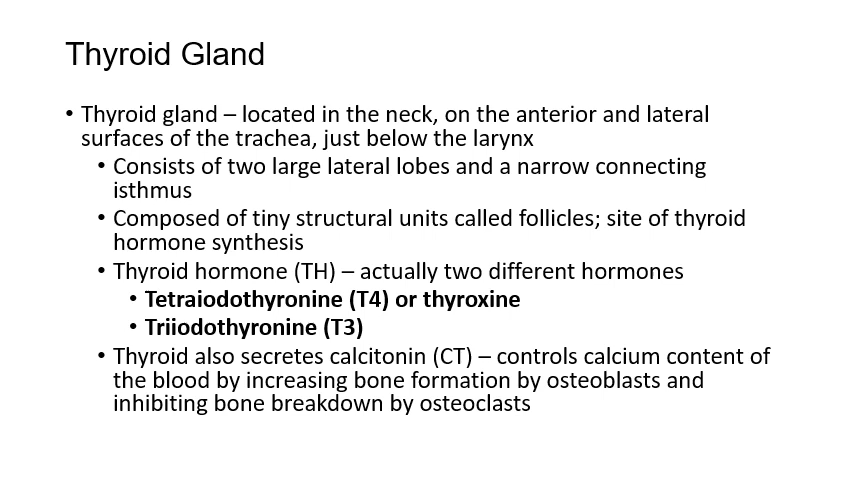 Thyroid Gland
• Thyroid gland – located in the neck, on the anterior and lateral
surfaces of the trachea, just below the larynx
• Consists of two large lateral lobes and a narrow connecting
isthmus
• Composed of tiny structural units called follicles; site of thyroid
hormone synthesis
• Thyroid hormone (TH) – actually two different hormones
• Tetraiodothyronine (T4) or thyroxine
• Triiodothyronine (T3)
• Thyroid also secretes calcitonin (CT) – controls calcium content of
the blood by increasing bone formation by osteoblasts and
inhibiting bone breakdown by osteoclasts